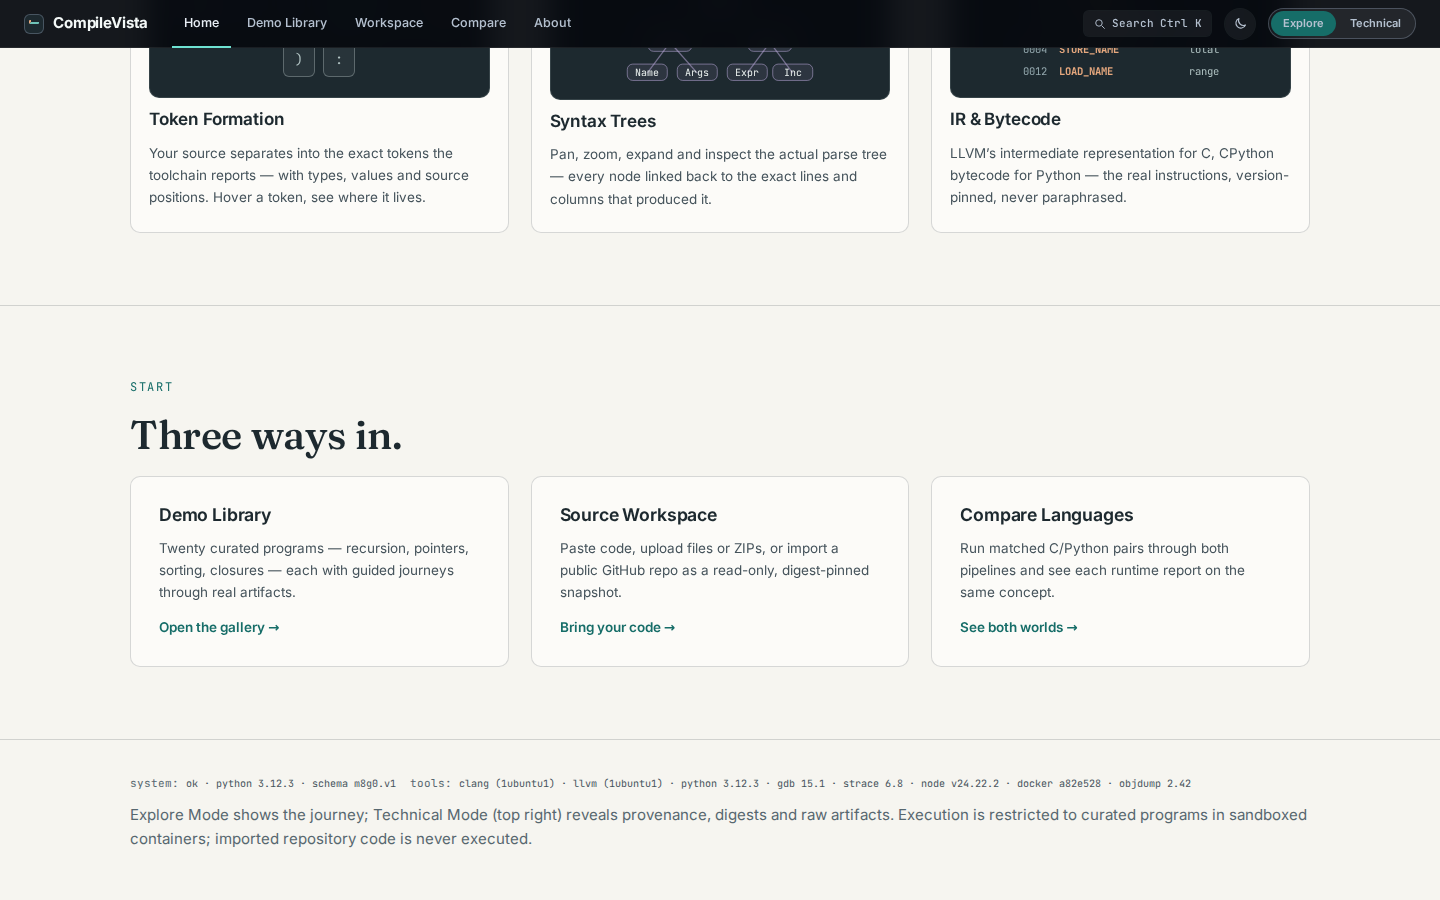 CompileVista Home Demo Library Workspace Compare About Search Ctrl K Explore Technical
) :
Name Args Expr Inc
0004 STORE_NAME total
0012 LOAD_NAME range
Token Formation
Your source separates into the exact tokens the
toolchain reports — with types, values and source
positions. Hover a token, see where it lives.
Syntax Trees
Pan, zoom, expand and inspect the actual parse tree
— every node linked back to the exact lines and
columns that produced it.
IR & Bytecode
LLVM's intermediate representation for C, CPython
bytecode for Python — the real instructions, version-
pinned, never paraphrased.
START
Three ways in.
Demo Library
Twenty curated programs — recursion, pointers,
sorting, closures — each with guided journeys
through real artifacts.
Open the gallery →
Source Workspace
Paste code, upload files or ZIPs, or import a
public GitHub repo as a read-only, digest-pinned
snapshot.
Bring your code →
Compare Languages
Run matched C/Python pairs through both
pipelines and see each runtime report on the
same concept.
See both worlds →
system: ok · python 3.12.3 · schema m8g0.v1 tools: clang (1ubuntu1) · llvm (1ubuntu1) · python 3.12.3 · gdb 15.1 · strace 6.8 · node v24.22.2 · docker a82e528 · objdump 2.42
Explore Mode shows the journey; Technical Mode (top right) reveals provenance, digests and raw artifacts. Execution is restricted to curated programs in sandboxed
containers; imported repository code is never executed.